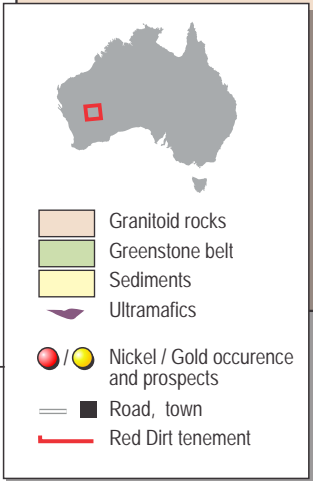 Granitoid rocks
Greenstone belt
Sediments
Ultramafics
/ Nickel / Gold occurence
and prospects
Road, town
Red Dirt tenement